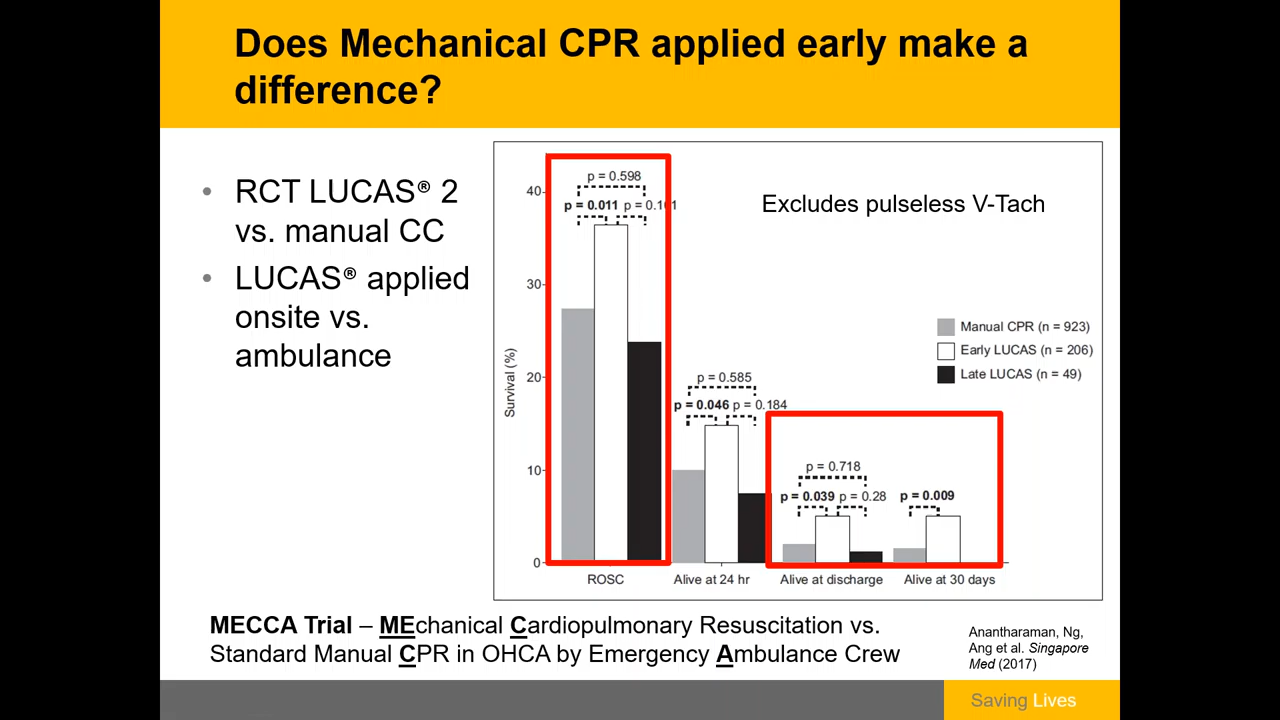 Does Mechanical CPR applied early make a
difference?
• RCT LUCAS® 2
vs. manual CC
• LUCAS® applied
onsite vs.
ambulance
Excludes pulseless V-Tach
Survival (%)
40
30
20
10
0
p = 0.598
p = 0.011 p = 0.161
p = 0.585
p = 0.046 p = 0.184
p = 0.718
p = 0.039 p = 0.28
p = 0.009
Manual CPR (n = 923)
Early LUCAS (n = 206)
Late LUCAS (n = 49)
ROSC
Alive at 24 hr
Alive at discharge
Alive at 30 days
MECCA Trial – MEchanical Cardiopulmonary Resuscitation vs.
Standard Manual CPR in OHCA by Emergency Ambulance Crew
Anantharaman, Ng,
Ang et al. Singapore
Med (2017)
Saving Lives